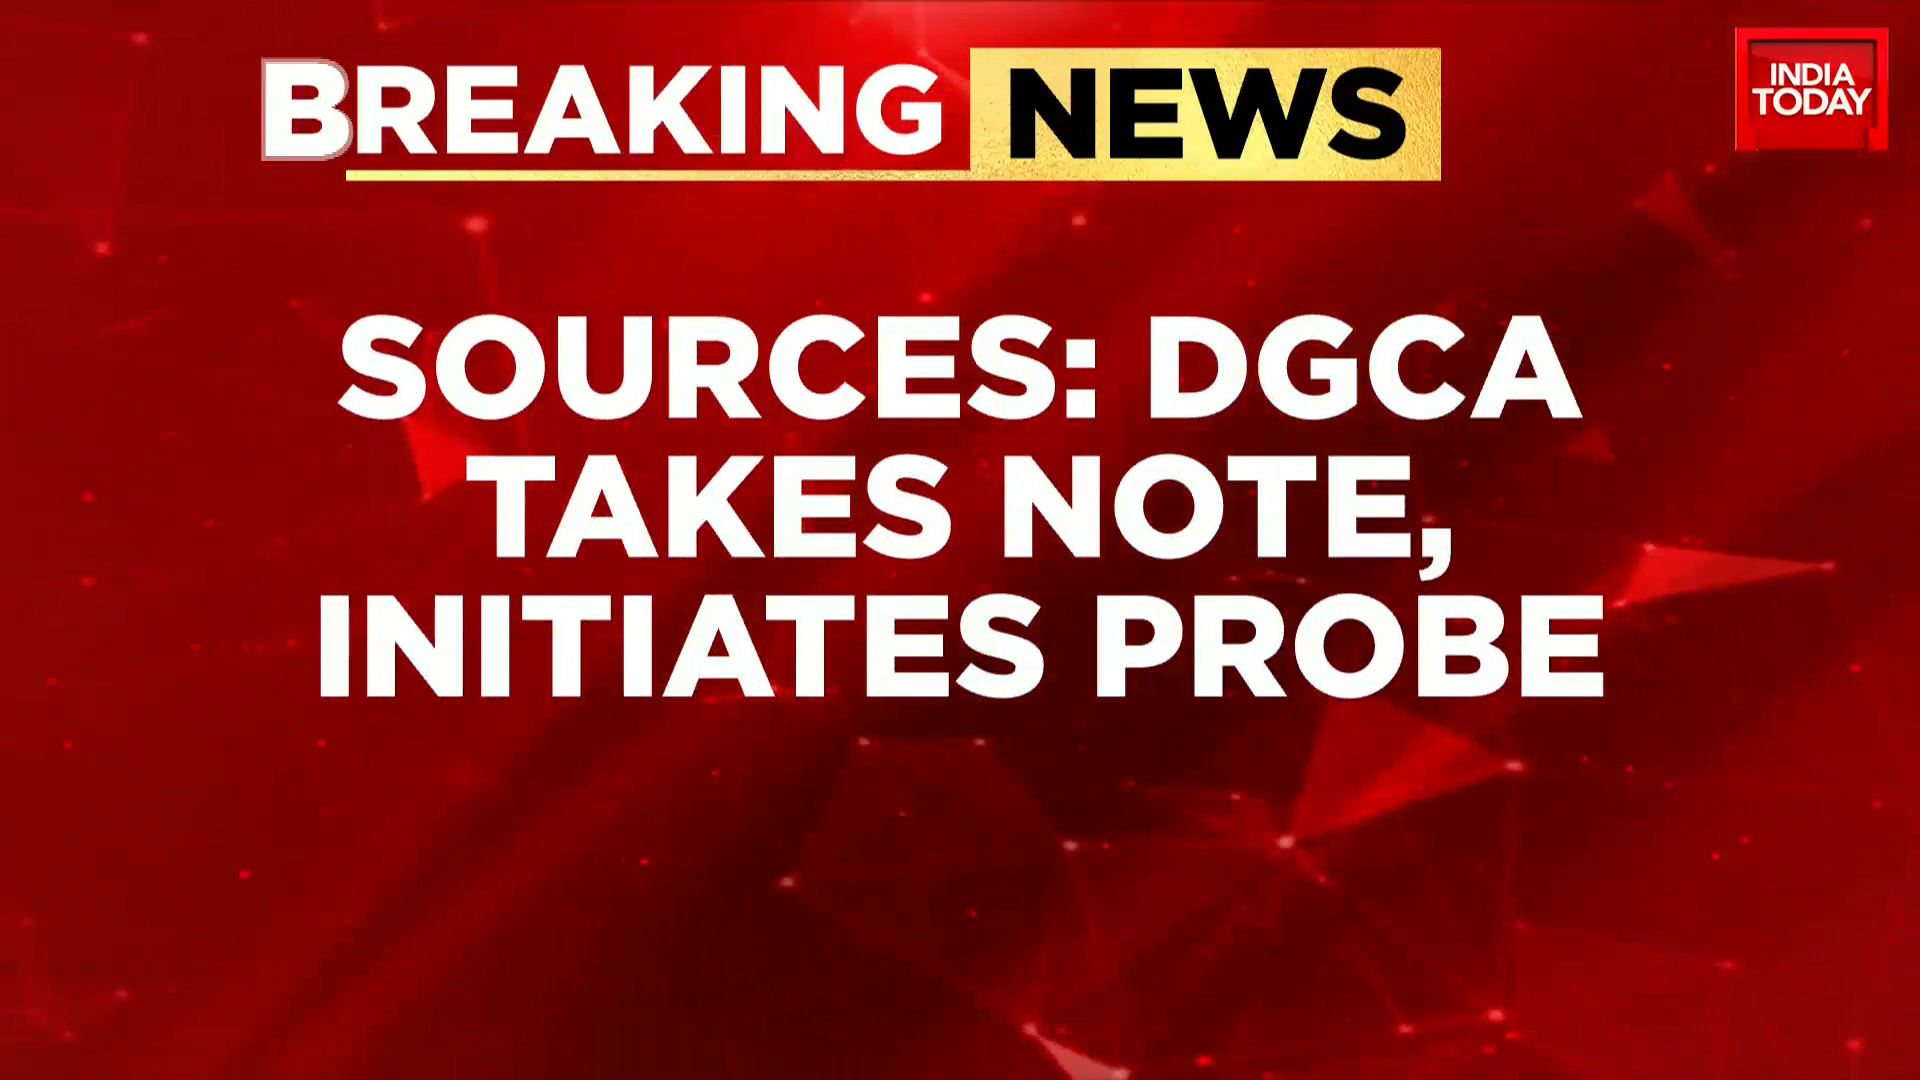 BREAKING NEWS
INDIA
TODAY
SOURCES: DGCA
TAKES NOTE,
INITIATES PROBE